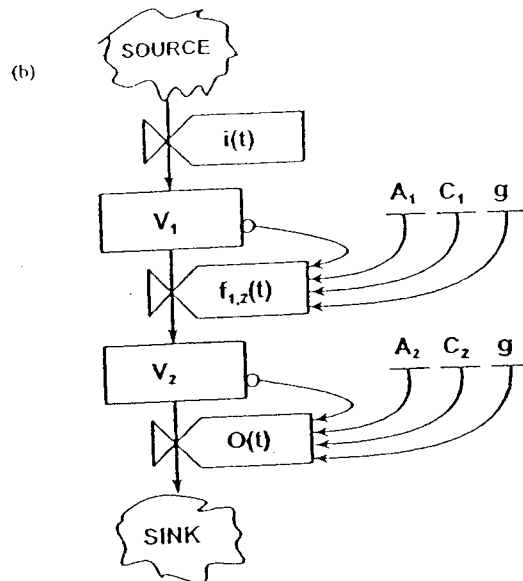 SOURCE
(b)
i(t)
A₁ C₁ g
V₁
f₁,₂(t)
A₂ C₂ g
V₂
O(t)
SINK